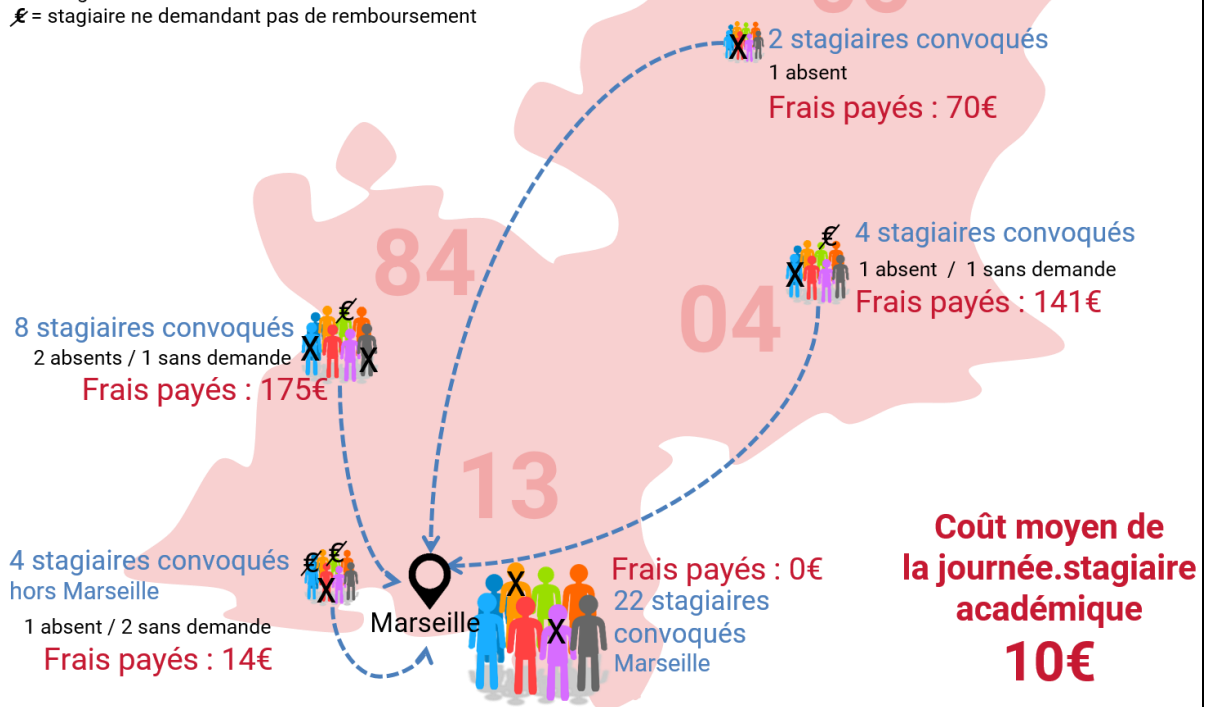 € = stagiaire ne demandant pas de remboursement
2 stagiaires convoqués
1 absent
Frais payés : 70€
84
04
€
4 stagiaires convoqués
1 absent / 1 sans demande
Frais payés : 141€
X
X
€
8 stagiaires convoqués
2 absents / 1 sans demande
Frais payés : 175€
X
X
13
Coût moyen de
la journée.stagiaire
académique
10€
€ €
4 stagiaires convoqués
hors Marseille
X
1 absent / 2 sans demande
Frais payés : 14€
Marseille
X
X
Frais payés : 0€
22 stagiaires
convoqués
Marseille